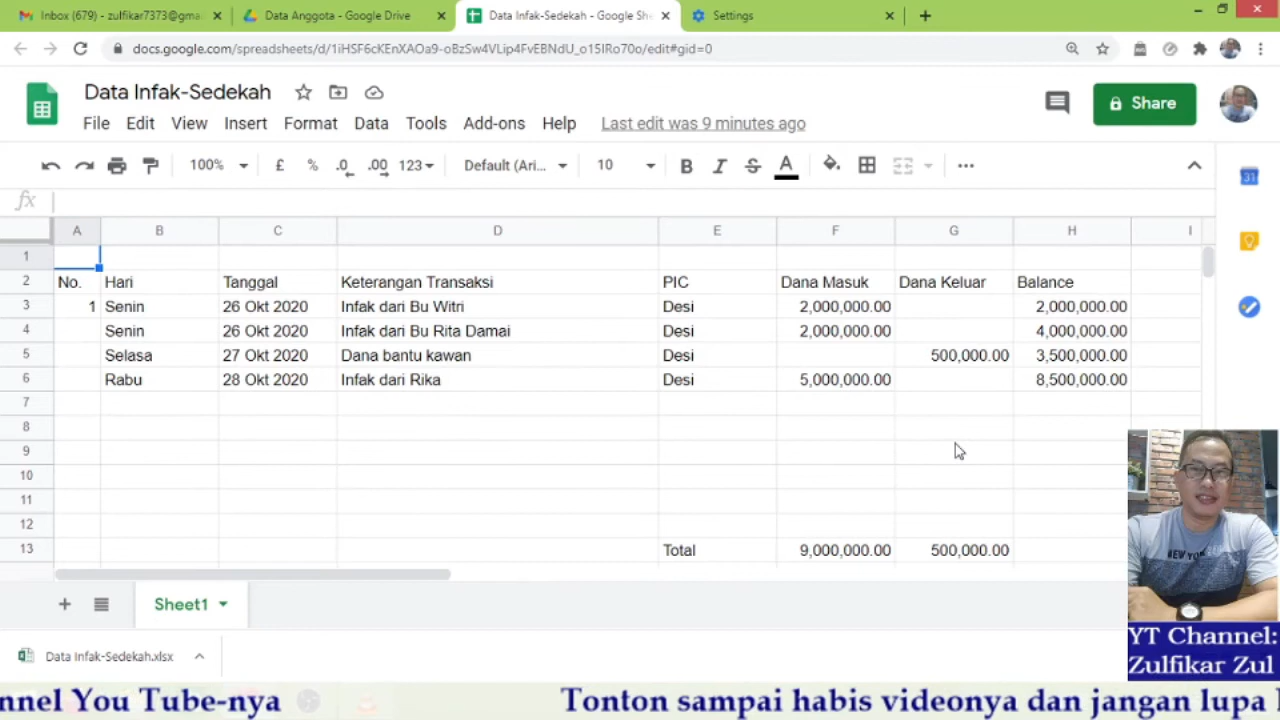 Inbox (679) - zulfikar7373@gma
Data Anggota - Google Drive
Data Infak-Sedekah - Google She
Settings
docs.google.com/spreadsheets/d/1iHSF6cKEnXAOa9-oBzSw4VLip4FvEBNdU_o15IRo70o/edit#gid=0
Data Infak-Sedekah
Share
File Edit View Insert Format Data Tools Add-ons Help Last edit was 9 minutes ago
100% £ % .0 .00 123 Default (Ari... 10 B I S A
31
fx
A B C D E F G H I
1
2 No. Hari Tanggal Keterangan Transaksi PIC Dana Masuk Dana Keluar Balance
3 1 Senin 26 Okt 2020 Infak dari Bu Witri Desi 2,000,000.00 2,000,000.00
4 Senin 26 Okt 2020 Infak dari Bu Rita Damai Desi 2,000,000.00 4,000,000.00
5 Selasa 27 Okt 2020 Dana bantu kawan Desi 500,000.00 3,500,000.00
6 Rabu 28 Okt 2020 Infak dari Rika Desi 5,000,000.00 8,500,000.00
7
8
9
10
11
12
13 Total 9,000,000.00 500,000.00
NEW YORK
Sheet1
YT Channel:
Zulfikar Zul
Data Infak-Sedekah.xlsx
nnel You Tube-nya Tonton sampai habis videonya dan jangan lupa